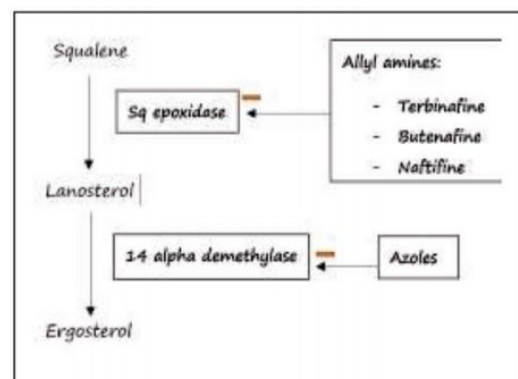 Squalene
Allyl amines:
Sq epoxidase
- Terbinafine
- Butenafine
- Naftifine
Lanosterol
14 alpha demethylase
Azoles
Ergosterol